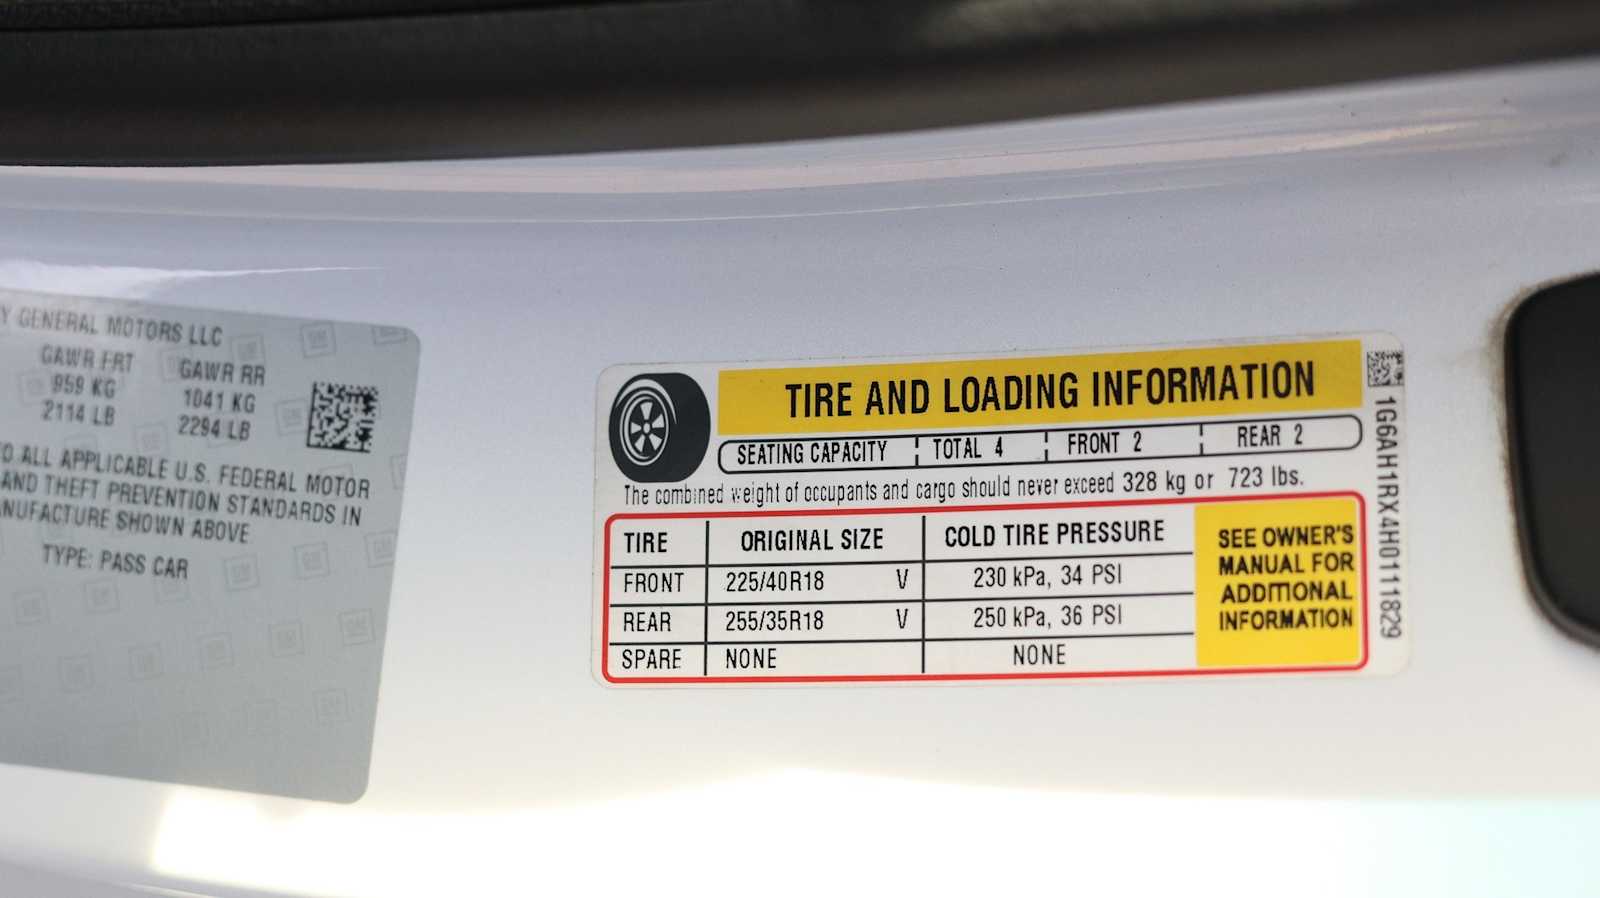 Y GENERAL MOTORS LLC
GAWR FRT GAWR RR
959 KG 1041 KG
2114 LB 2294 LB
O ALL APPLICABLE U.S. FEDERAL MOTOR
AND THEFT PREVENTION STANDARDS IN
NUFACTURE SHOWN ABOVE
TYPE: PASS CAR
TIRE AND LOADING INFORMATION
SEATING CAPACITY TOTAL 4 FRONT 2 REAR 2
The combined weight of occupants and cargo should never exceed 328 kg or 723 lbs.
TIRE ORIGINAL SIZE COLD TIRE PRESSURE
FRONT 225/40R18 V 230 kPa, 34 PSI
REAR 255/35R18 V 250 kPa, 36 PSI
SPARE NONE NONE
SEE OWNER'S
MANUAL FOR
ADDITIONAL
INFORMATION
1G6AH1RX4H0111829